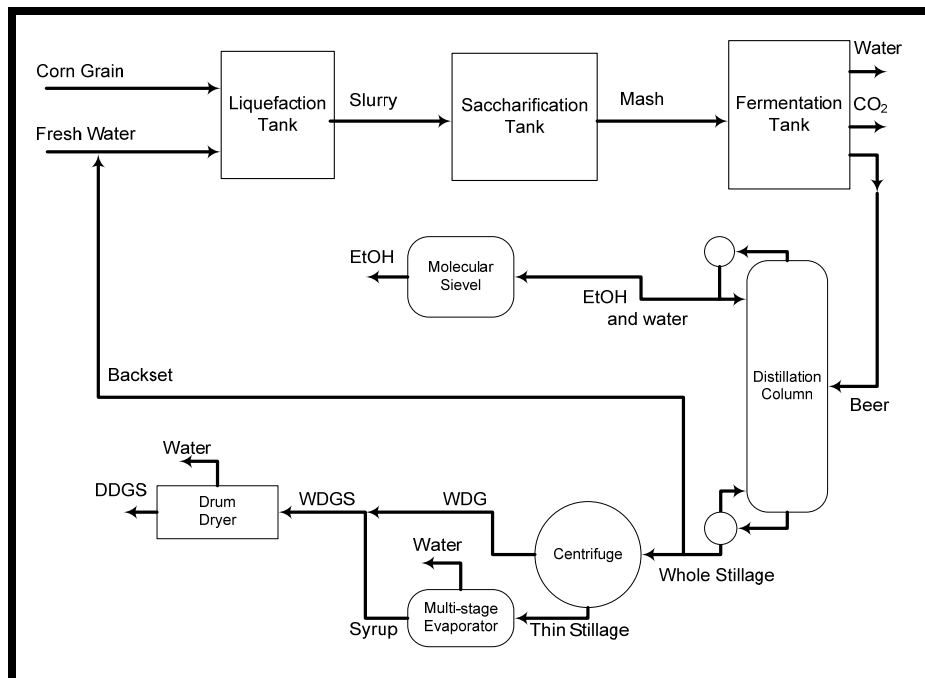 Corn Grain
Fresh Water
Liquefaction
Tank
Slurry
Saccharification
Tank
Mash
Fermentation
Tank
Water
CO2
EtOH
Molecular
Sievel
EtOH
and water
Distillation
Column
Beer
Backset
Water
DDGS
Drum
Dryer
WDGS
WDG
Centrifuge
Whole Stillage
Water
Multi-stage
Evaporator
Syrup
Thin Stillage